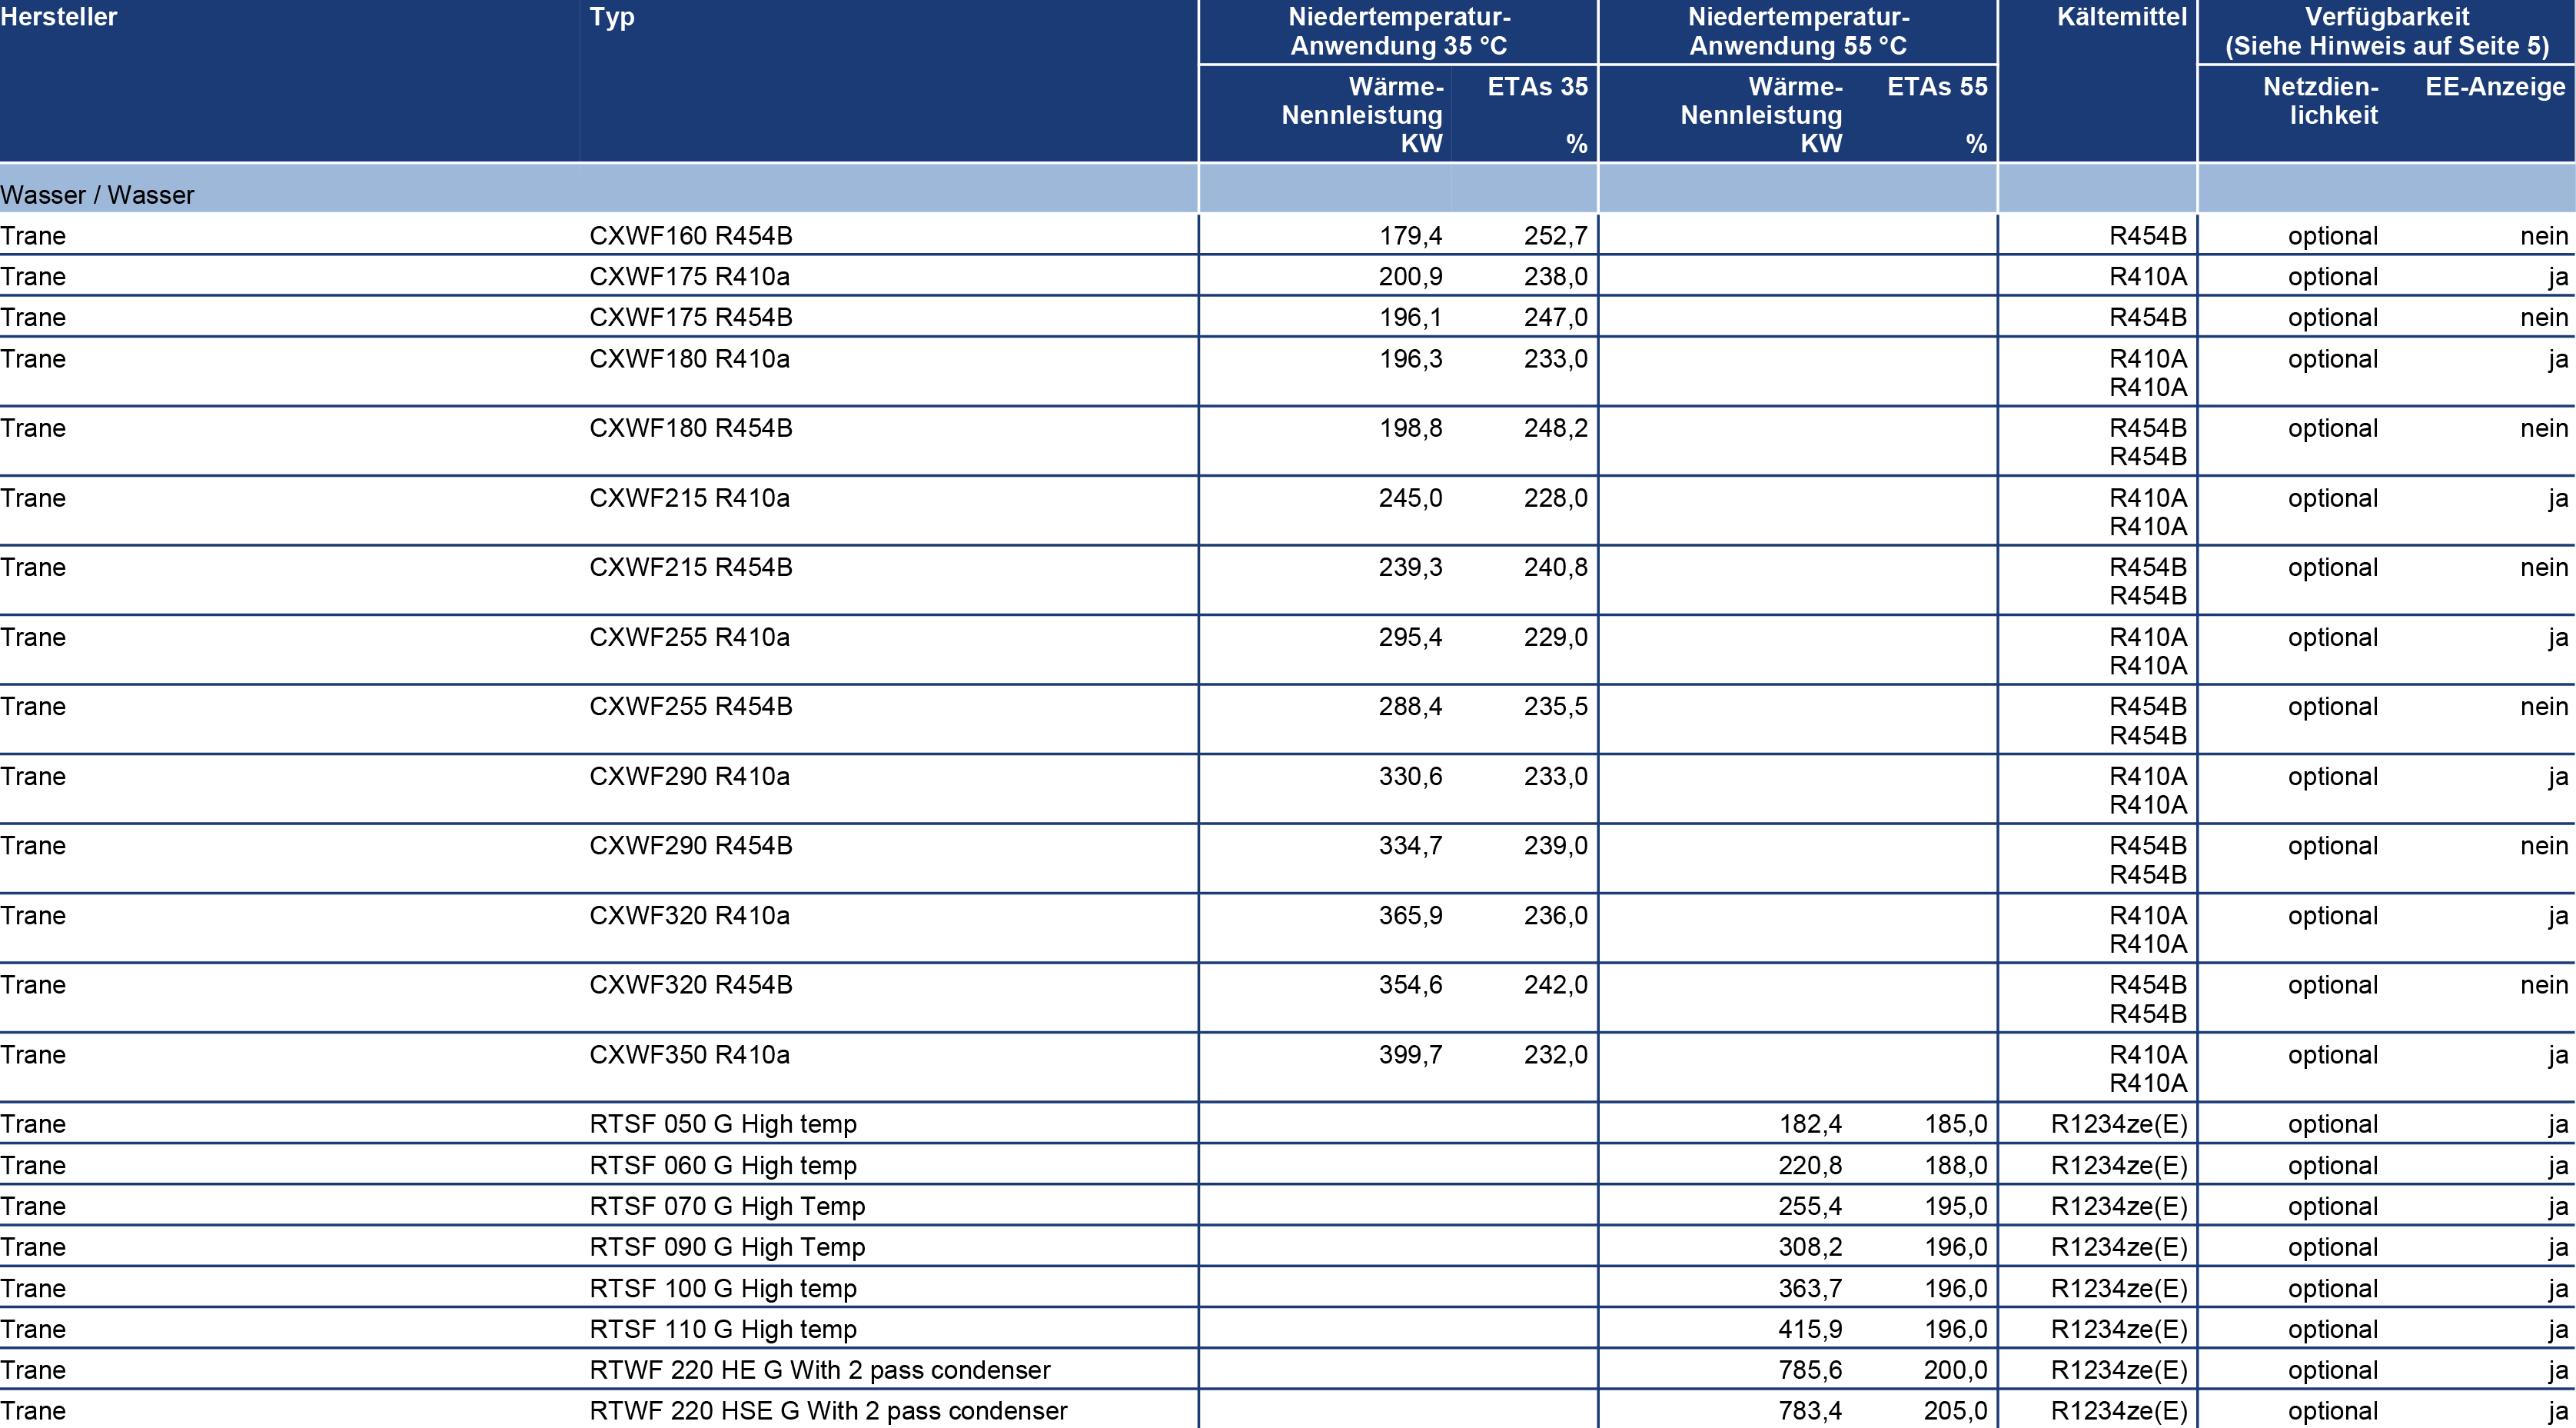 Hersteller Typ Niedertemperatur- Niedertemperatur- Kältemittel Verfügbarkeit
Anwendung 35 °C Anwendung 55 °C (Siehe Hinweis auf Seite 5)
Wärme- ETAs 35 Wärme- ETAs 55 Netzdien- EE-Anzeige
Nennleistung Nennleistung lichkeit
KW % KW %
Wasser / Wasser
Trane CXWF160 R454B 179,4 252,7 R454B optional nein
Trane CXWF175 R410a 200,9 238,0 R410A optional ja
Trane CXWF175 R454B 196,1 247,0 R454B optional nein
Trane CXWF180 R410a 196,3 233,0 R410A optional ja
R410A
Trane CXWF180 R454B 198,8 248,2 R454B optional nein
R454B
Trane CXWF215 R410a 245,0 228,0 R410A optional ja
R410A
Trane CXWF215 R454B 239,3 240,8 R454B optional nein
R454B
Trane CXWF255 R410a 295,4 229,0 R410A optional ja
R410A
Trane CXWF255 R454B 288,4 235,5 R454B optional nein
R454B
Trane CXWF290 R410a 330,6 233,0 R410A optional ja
R410A
Trane CXWF290 R454B 334,7 239,0 R454B optional nein
R454B
Trane CXWF320 R410a 365,9 236,0 R410A optional ja
R410A
Trane CXWF320 R454B 354,6 242,0 R454B optional nein
R454B
Trane CXWF350 R410a 399,7 232,0 R410A optional ja
R410A
Trane RTSF 050 G High temp 182,4 185,0 R1234ze(E) optional ja
Trane RTSF 060 G High temp 220,8 188,0 R1234ze(E) optional ja
Trane RTSF 070 G High Temp 255,4 195,0 R1234ze(E) optional ja
Trane RTSF 090 G High Temp 308,2 196,0 R1234ze(E) optional ja
Trane RTSF 100 G High temp 363,7 196,0 R1234ze(E) optional ja
Trane RTSF 110 G High temp 415,9 196,0 R1234ze(E) optional ja
Trane RTWF 220 HE G With 2 pass condenser 785,6 200,0 R1234ze(E) optional ja
Trane RTWF 220 HSE G With 2 pass condenser 783,4 205,0 R1234ze(E) optional ja